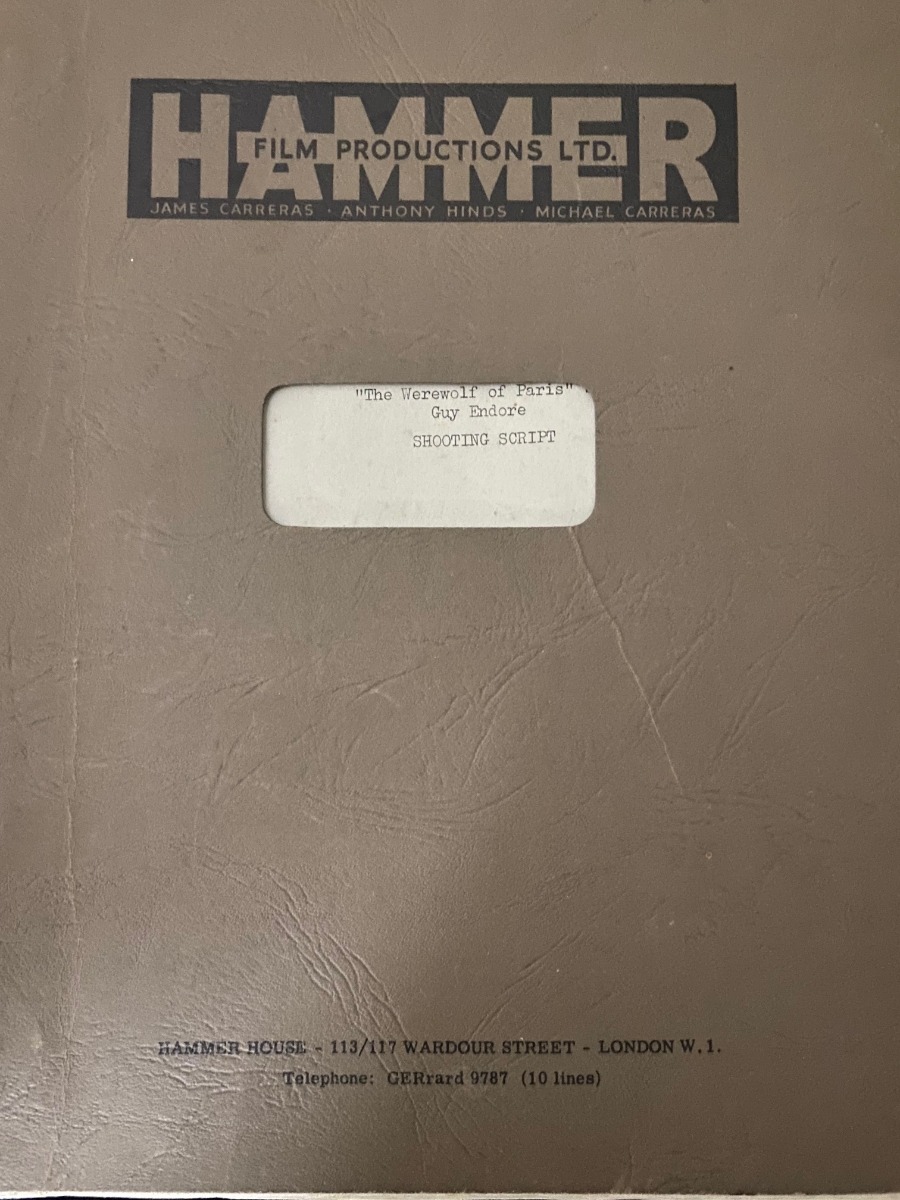 HAMMER
FILM PRODUCTIONS LTD.
JAMES CARRERAS · ANTHONY HINDS · MICHAEL CARRERAS
"The Werewolf of Paris"
Guy Endore
SHOOTING SCRIPT
HAMMER HOUSE - 113/117 WARDOUR STREET - LONDON W.1.
Telephone: GERrard 9787 (10 lines)